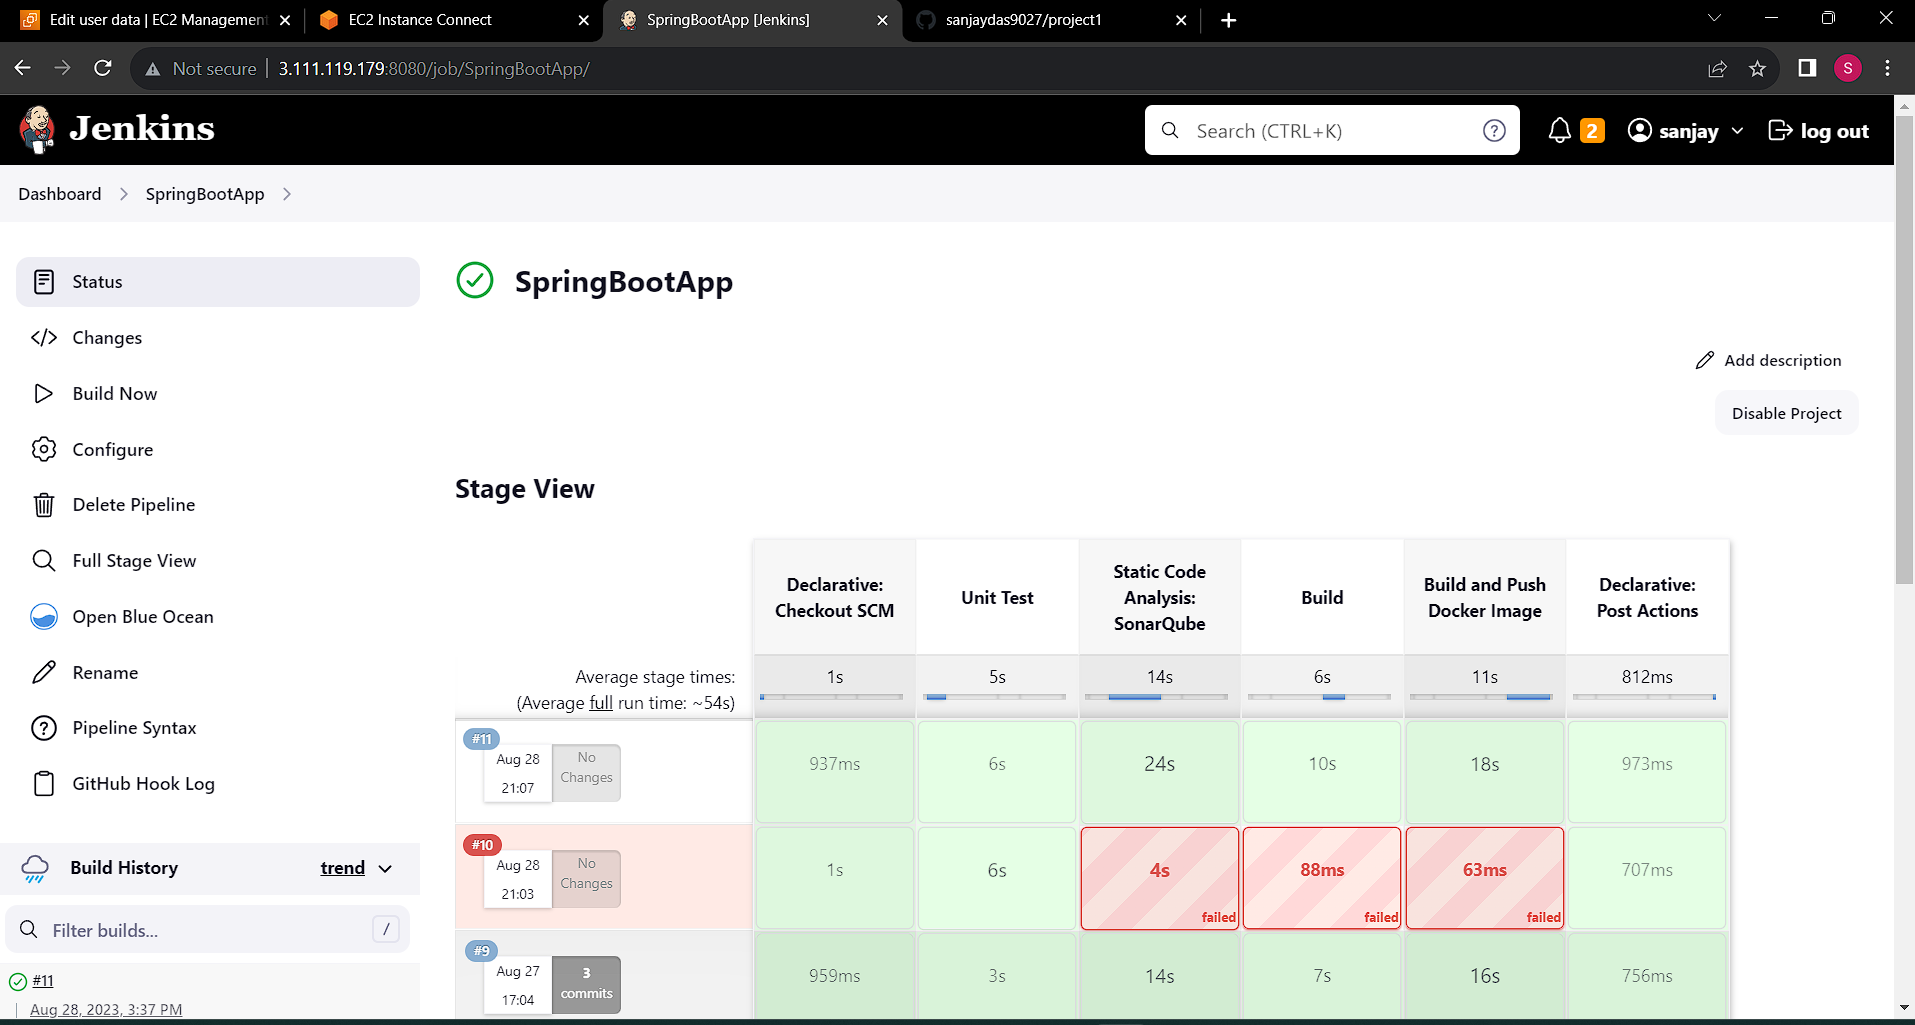 Edit user data | EC2 Management
EC2 Instance Connect
SpringBootApp [Jenkins]
sanjaydas9027/project1
Not secure
3.111.119.179:8080/job/SpringBootApp/
S
Jenkins
Search (CTRL+K)
?
2
sanjay
log out
Dashboard
SpringBootApp
Status
Changes
Build Now
Configure
Delete Pipeline
Full Stage View
Open Blue Ocean
Rename
Pipeline Syntax
GitHub Hook Log
Build History
trend
Filter builds...
/
#11
Aug 28, 2023, 3:37 PM
SpringBootApp
Add description
Disable Project
Stage View
Declarative:
Checkout SCM
Unit Test
Static Code
Analysis:
SonarQube
Build
Build and Push
Docker Image
Declarative:
Post Actions
Average stage times:
(Average full run time: ~54s)
1s
5s
14s
6s
11s
812ms
#11
Aug 28
21:07
No
Changes
937ms
6s
24s
10s
18s
973ms
#10
Aug 28
21:03
No
Changes
1s
6s
4s
failed
88ms
failed
63ms
failed
707ms
#9
Aug 27
17:04
3
commits
959ms
3s
14s
7s
16s
756ms